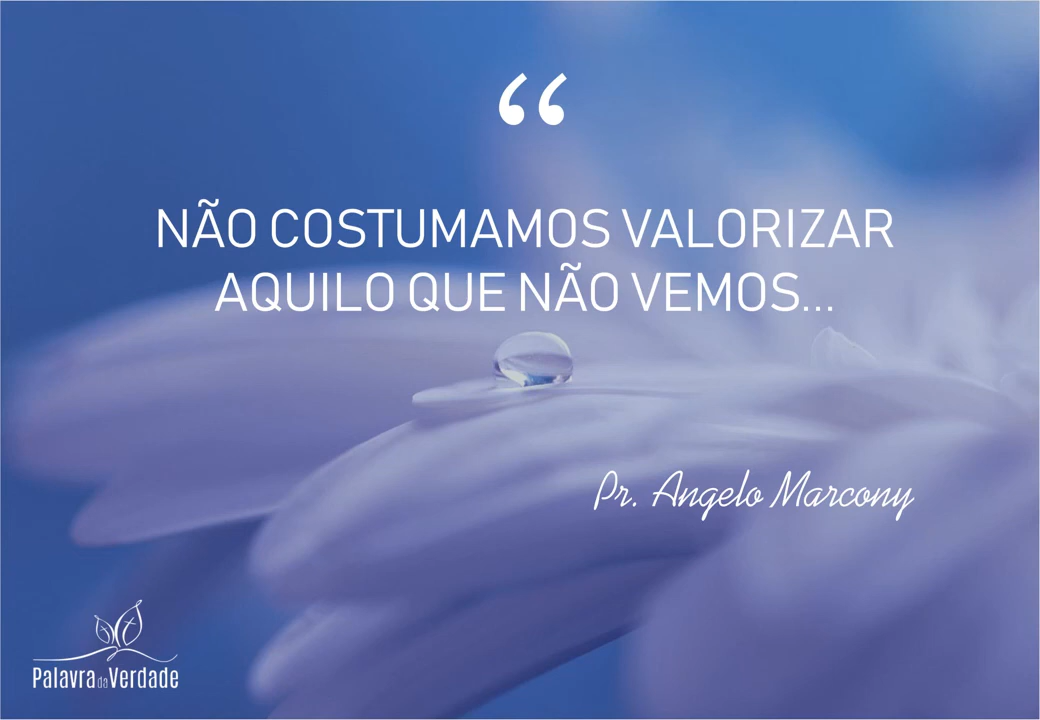 “
NÃO COSTUMAMOS VALORIZAR
AQUILO QUE NÃO VEMOS...
Pr. Angelo Marcony
Palavra da Verdade